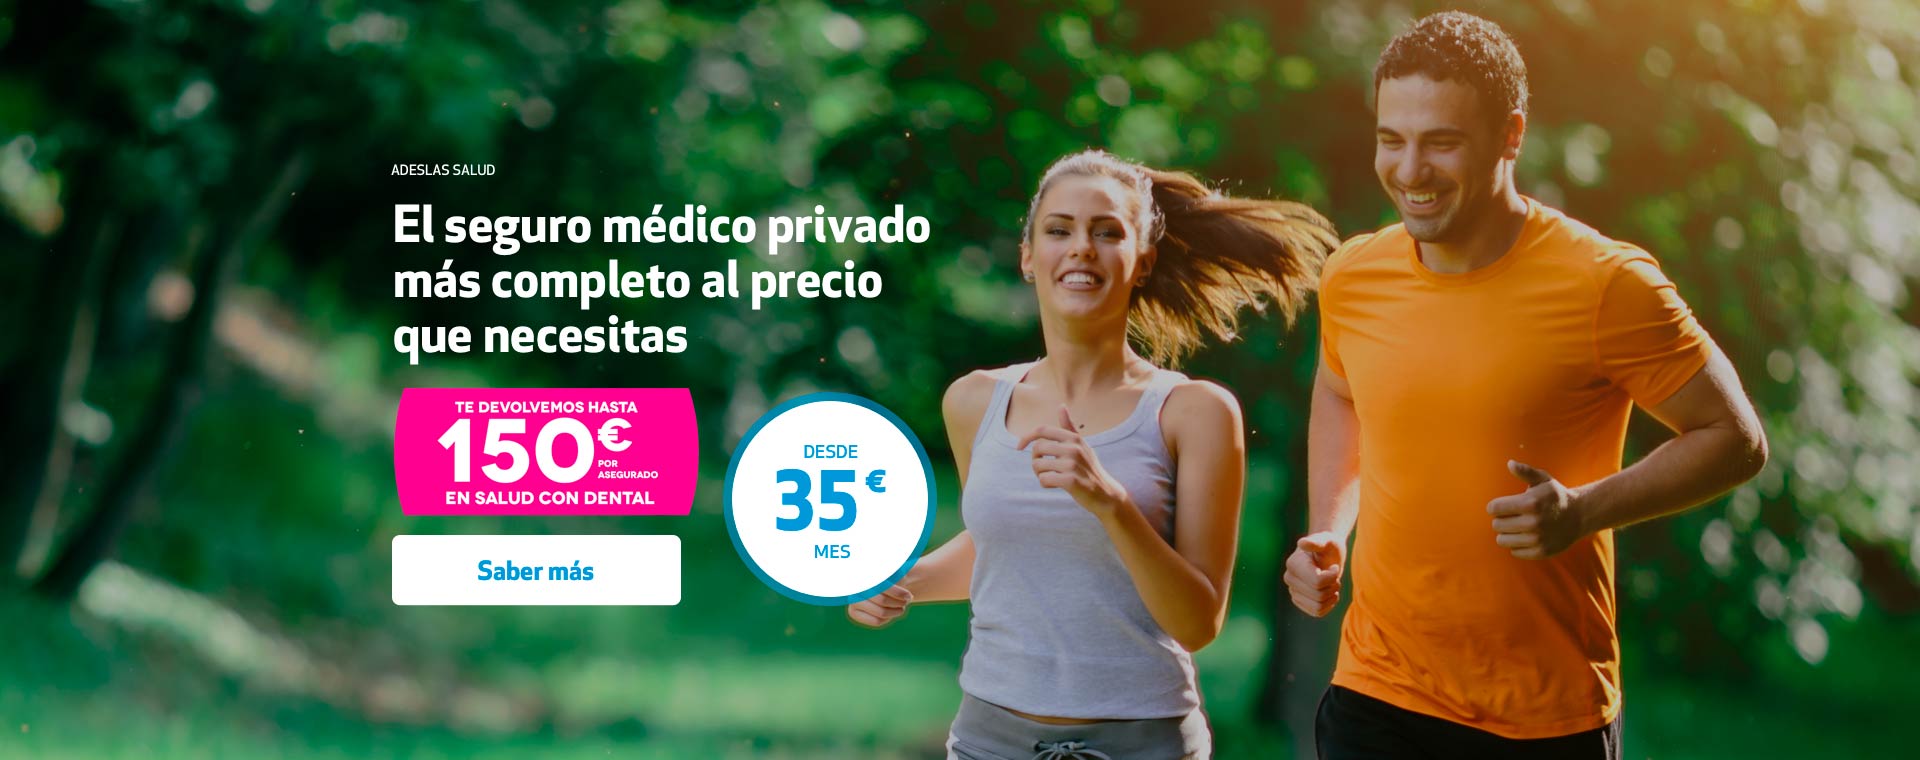 ADESLAS SALUD
El seguro médico privado
más completo al precio
que necesitas
TE DEVOLVEMOS HASTA
150€
POR
ASEGURADO
EN SALUD CON DENTAL
DESDE
35€
MES
Saber más